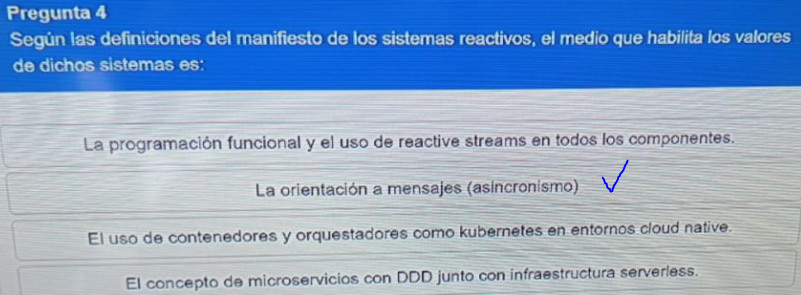 Pregunta 4
Según las definiciones del manifiesto de los sistemas reactivos, el medio que habilita los valores
de dichos sistemas es:
La programación funcional y el uso de reactive streams en todos los componentes.
La orientación a mensajes (asincronismo)
El uso de contenedores y orquestadores como kubernetes en entornos cloud native.
El concepto de microservicios con DDD junto con infraestructura serverless.